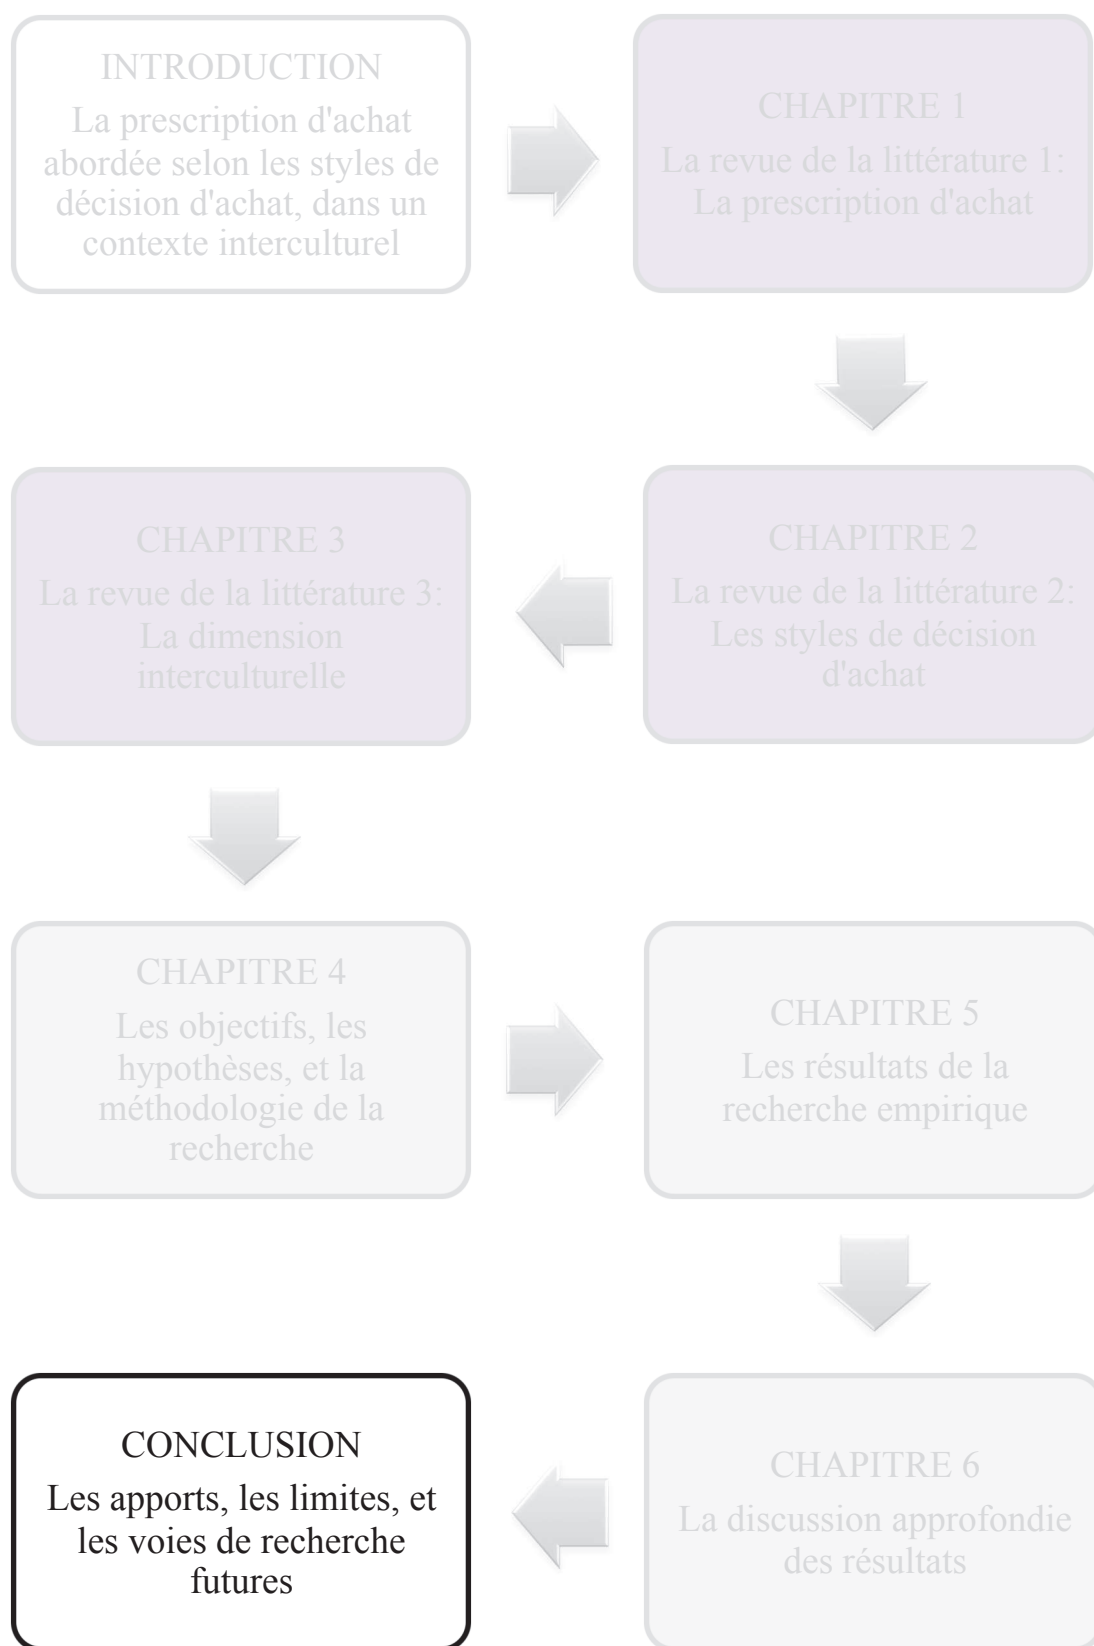 INTRODUCTION
La prescription d'achat
abordée selon les styles de
décision d'achat, dans un
contexte interculturel
CHAPITRE 1
La revue de la littérature 1:
La prescription d'achat
CHAPITRE 2
La revue de la littérature 2:
Les styles de décision
d'achat
CHAPITRE 3
La revue de la littérature 3:
La dimension
interculturelle
CHAPITRE 4
Les objectifs, les
hypothèses, et la
méthodologie de la
recherche
CHAPITRE 5
Les résultats de la
recherche empirique
CHAPITRE 6
La discussion approfondie
des résultats
CONCLUSION
Les apports, les limites, et
les voies de recherche
futures